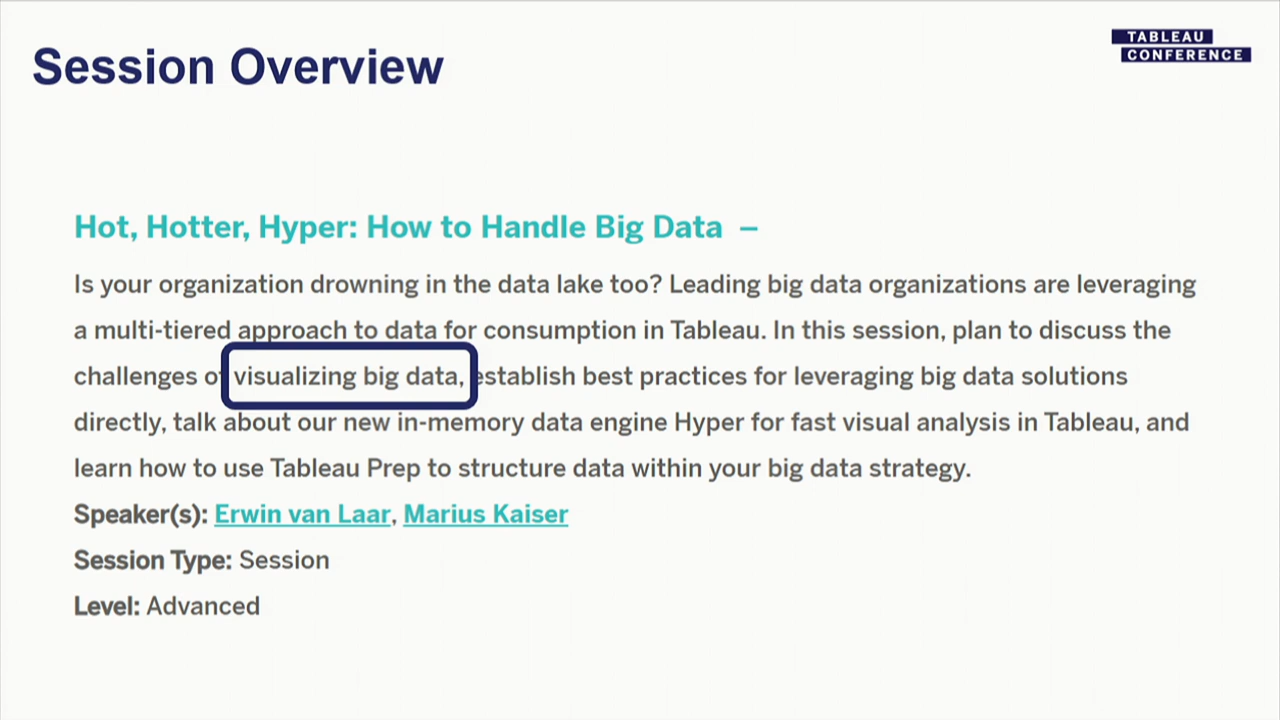 Session Overview
TABLEAU
CONFERENCE
Hot, Hotter, Hyper: How to Handle Big Data –
Is your organization drowning in the data lake too? Leading big data organizations are leveraging
a multi-tiered approach to data for consumption in Tableau. In this session, plan to discuss the
challenges of visualizing big data, establish best practices for leveraging big data solutions
directly, talk about our new in-memory data engine Hyper for fast visual analysis in Tableau, and
learn how to use Tableau Prep to structure data within your big data strategy.
Speaker(s): Erwin van Laar, Marius Kaiser
Session Type: Session
Level: Advanced